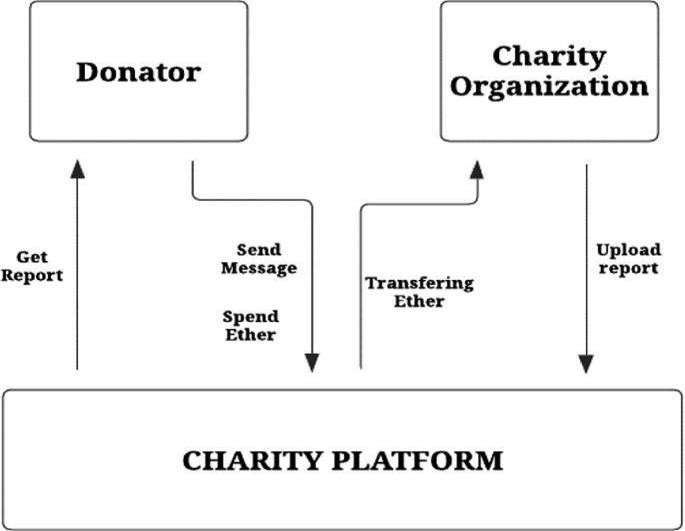 Donator
Charity
Organization
Get
Report
Send
Message
Spend
Ether
Transfering
Ether
Upload
report
CHARITY PLATFORM